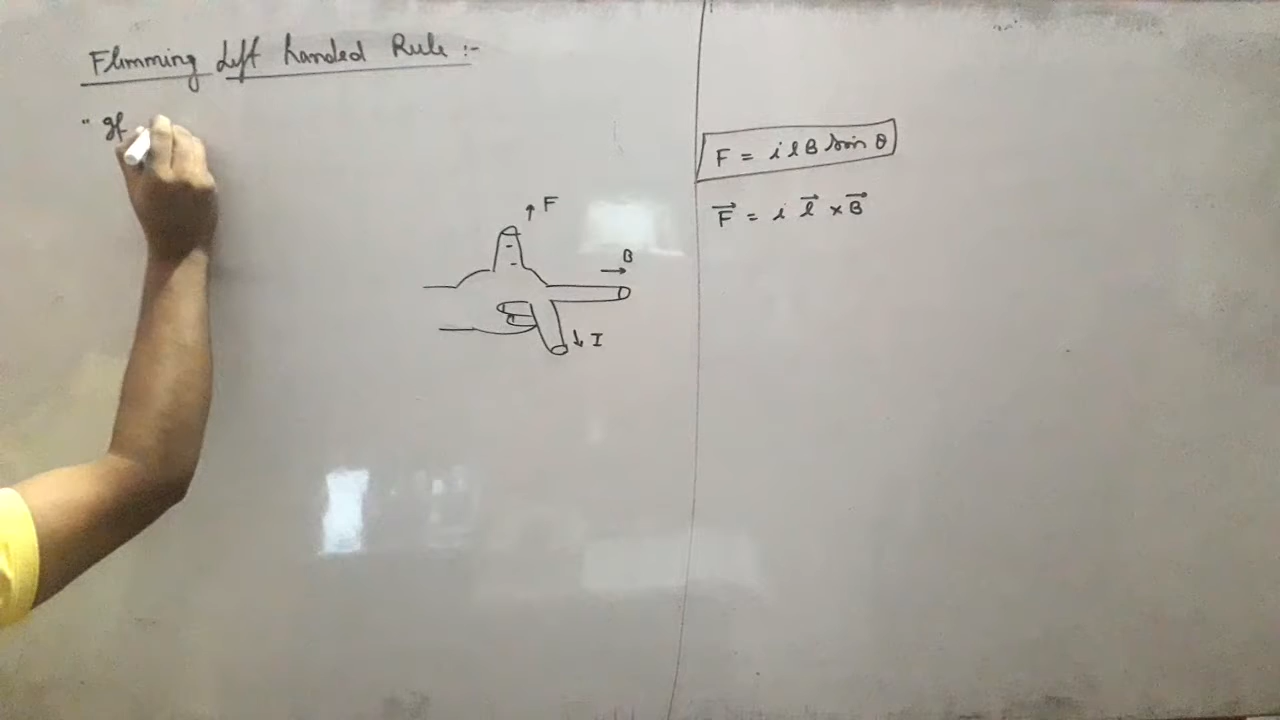 Flimming Left handed Rule :-
" If
F = i l B sin θ
F⃗ = i l⃗ × B⃗
↑ F
B
→
↓ I